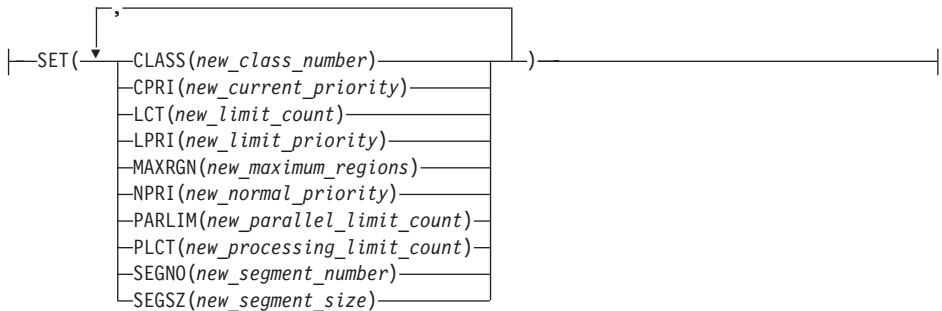 ,
SET( CLASS(new_class_number) )
CPRI(new_current_priority)
LCT(new_limit_count)
LPRI(new_limit_priority)
MAXRGN(new_maximum_regions)
NPRI(new_normal_priority)
PARLIM(new_parallel_limit_count)
PLCT(new_processing_limit_count)
SEGNO(new_segment_number)
SEGSZ(new_segment_size)